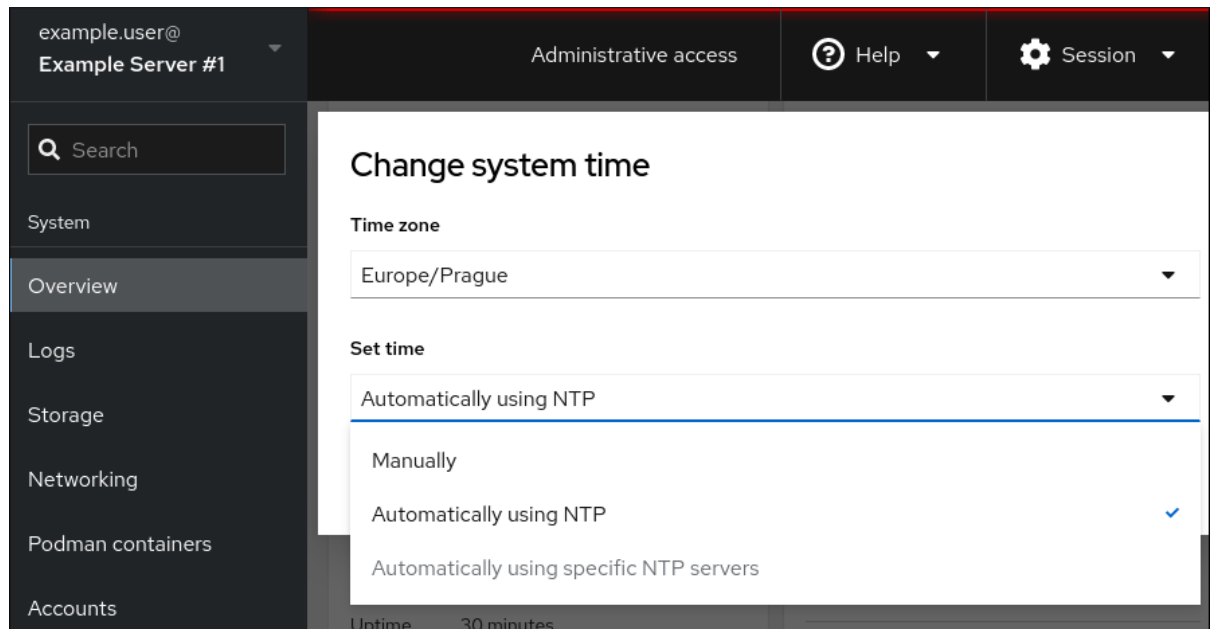 example.user@
Example Server #1
Administrative access
Help
Session
Search
System
Overview
Logs
Storage
Networking
Podman containers
Accounts
Change system time
Time zone
Europe/Prague
Set time
Automatically using NTP
Manually
Automatically using NTP
Automatically using specific NTP servers
Uptime 30 minutes